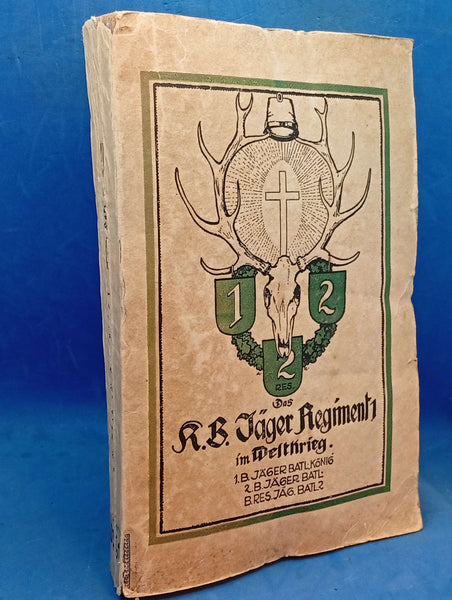 1
2
2
RES.
Das
K.B. Jäger Regiment 1
im Weltkrieg.
1. B. JÄGER BATL. KÖNIG
2. B. JÄGER BATL:
B. RES. JÄG. BATL. 2